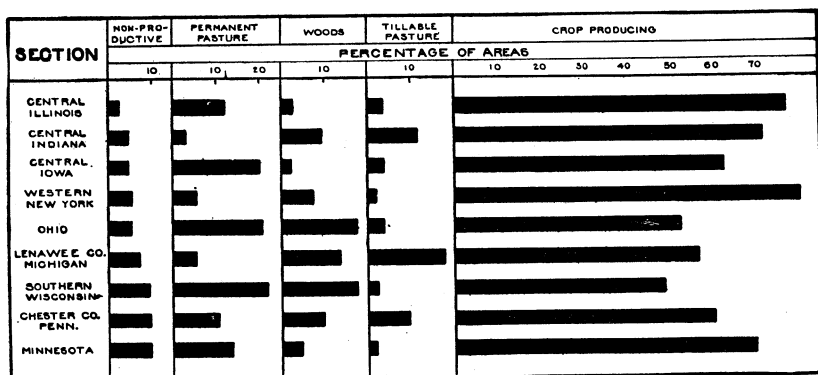 SECTION
NON-PRO-
DUCTIVE
PERMANENT
PASTURE
WOODS
TILLABLE
PASTURE
CROP PRODUCING
PERCENTAGE OF AREAS
10 10 20 10 10 10 20 30 40 50 60 70
CENTRAL
ILLINOIS
CENTRAL
INDIANA
CENTRAL
IOWA
WESTERN
NEW YORK
OHIO
LENAWEE CO.
MICHIGAN
SOUTHERN
WISCONSIN
CHESTER CO.
PENN.
MINNESOTA